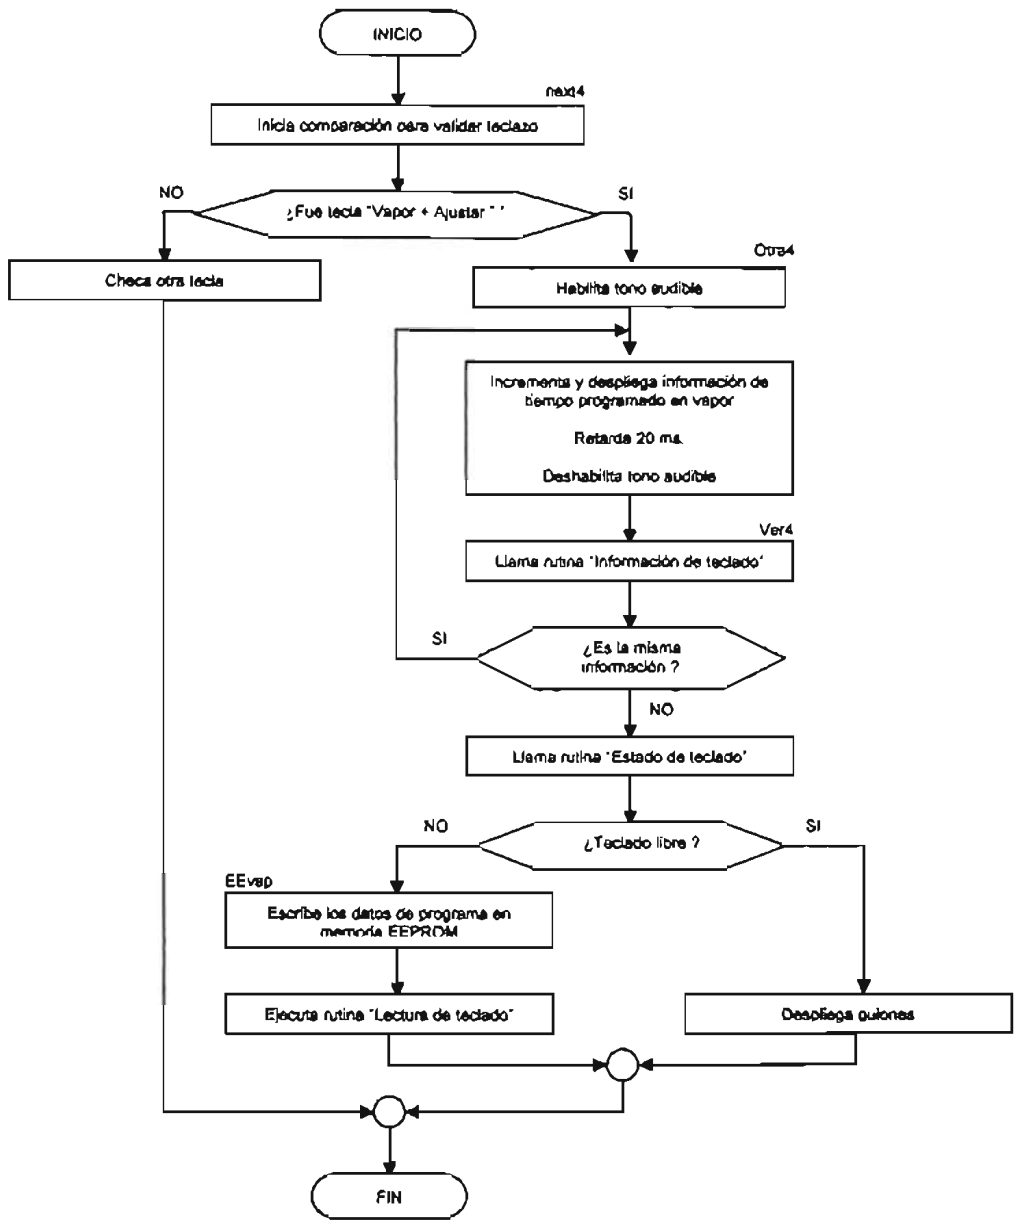 INICIO
next4
Inicia comparación para validar teclazo
NO
SI
¿Fue tecla "Vapor + Ajustar " "
Otra4
Checa otra tecla
Habilita tono audible
Incrementa y despliega información de
tiempo programado en vapor
Retarda 20 ms.
Deshabilita tono audible
Ver4
Llama rutina "Información de teclado"
SI
¿Es la misma
información ?
NO
Llama rutina "Estado de teclado"
NO
SI
¿Teclado libre ?
EEvap
Escribe los datos de programa en
memoria EEPROM
Ejecuta rutina "Lectura de teclado"
Despliega guiones
FIN